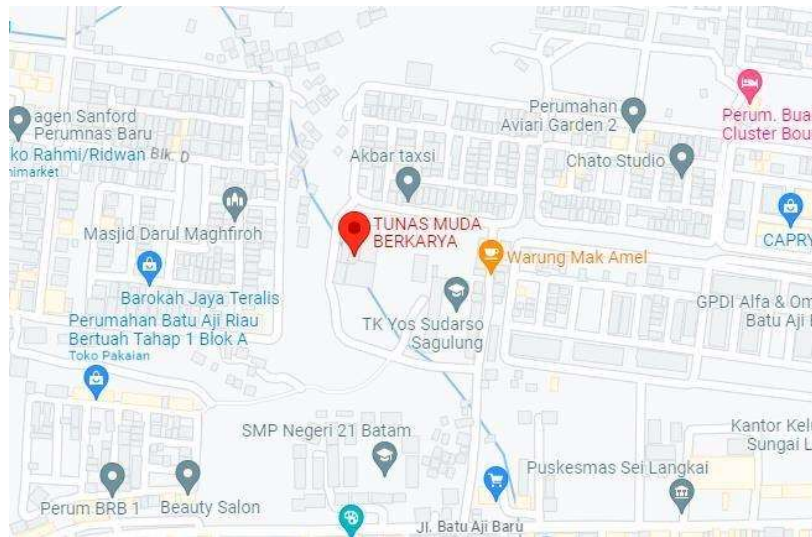 agen Sanford
Perumnas Baru
ko Rahmi/Ridwan
nimarket
Blk. D
Masjid Darul Maghfiroh
Barokah Jaya Teralis
Perumahan Batu Aji Riau
Bertuah Tahap 1 Blok A
Toko Pakaian
Perum BRB 1
Beauty Salon
SMP Negeri 21 Batam
Akbar taxsi
TUNAS MUDA
BERKARYA
TK Yos Sudarso
Sagulung
Warung Mak Amel
Perumahan
Aviari Garden 2
Chato Studio
Perum. Bua
Cluster Bou
CAPRY
GPDI Alfa & Om
Batu Aji
Kantor Kel
Sungai L
Puskesmas Sei Langkai
Jl. Batu Aji Baru